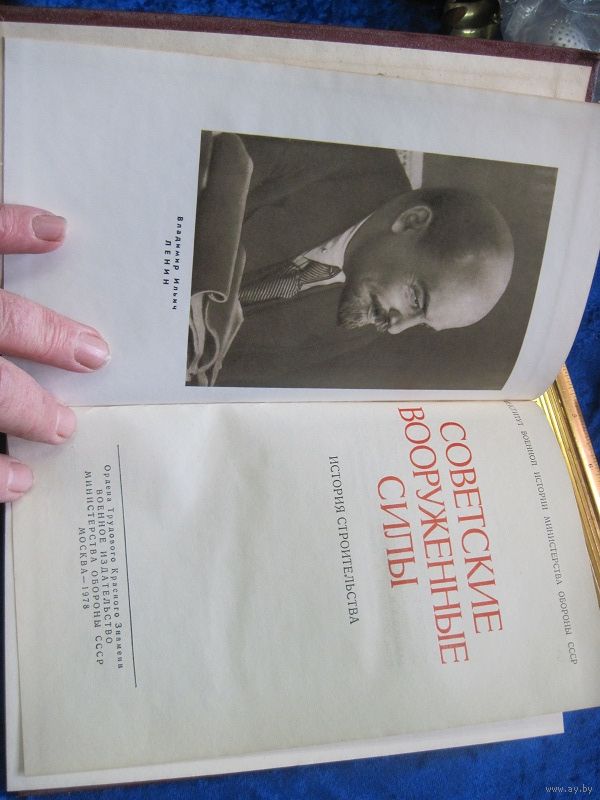 Владимир Ильич
ЛЕНИН
ИНСТИТУТ ВОЕННОЙ ИСТОРИИ МИНИСТЕРСТВА ОБОРОНЫ СССР
СОВЕТСКИЕ
ВООРУЖЕННЫЕ
СИЛЫ
ИСТОРИЯ СТРОИТЕЛЬСТВА
Ордена Трудового Красного Знамени
ВОЕННОЕ ИЗДАТЕЛЬСТВО
МИНИСТЕРСТВА ОБОРОНЫ СССР
МОСКВА—1978
www.ay.by